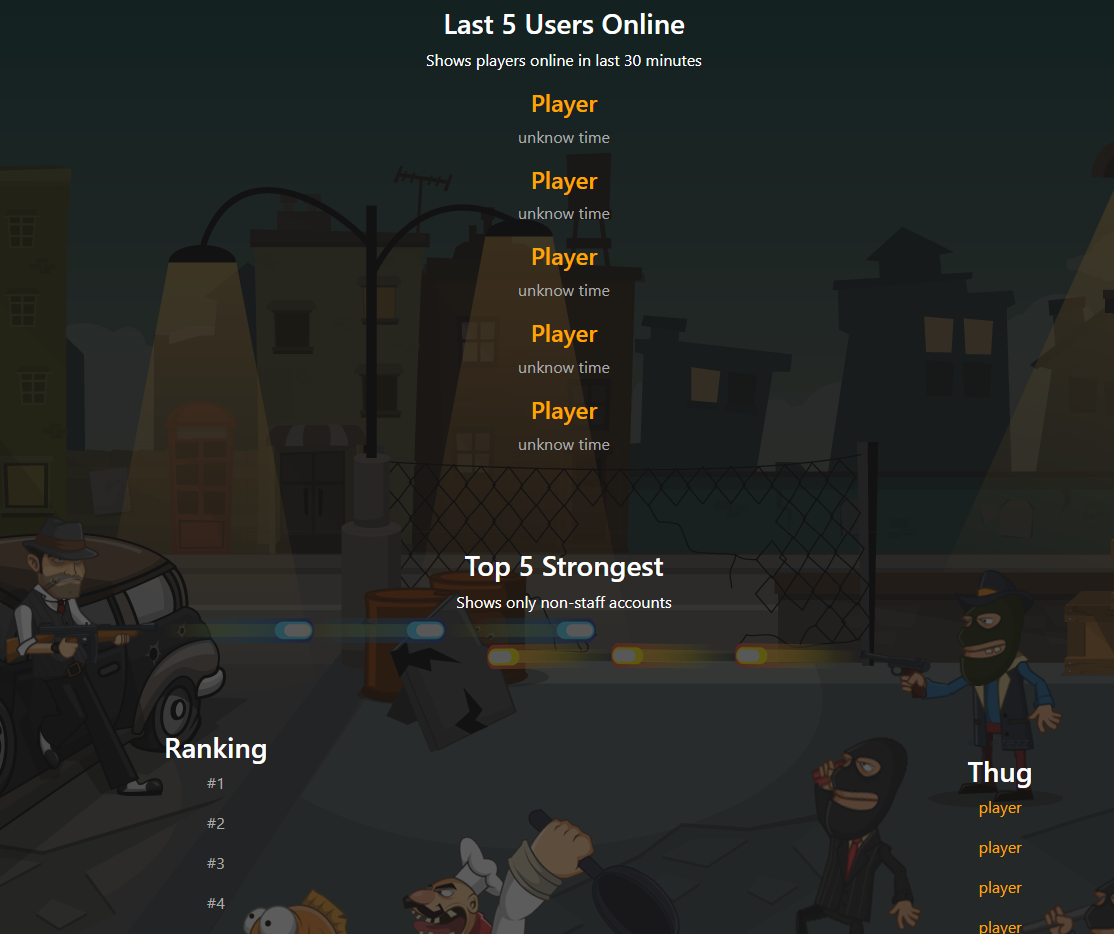 Last 5 Users Online
Shows players online in last 30 minutes
Player
unknow time
Player
unknow time
Player
unknow time
Player
unknow time
Player
unknow time
Top 5 Strongest
Shows only non-staff accounts
Ranking
#1
#2
#3
#4
Thug
player
player
player
player